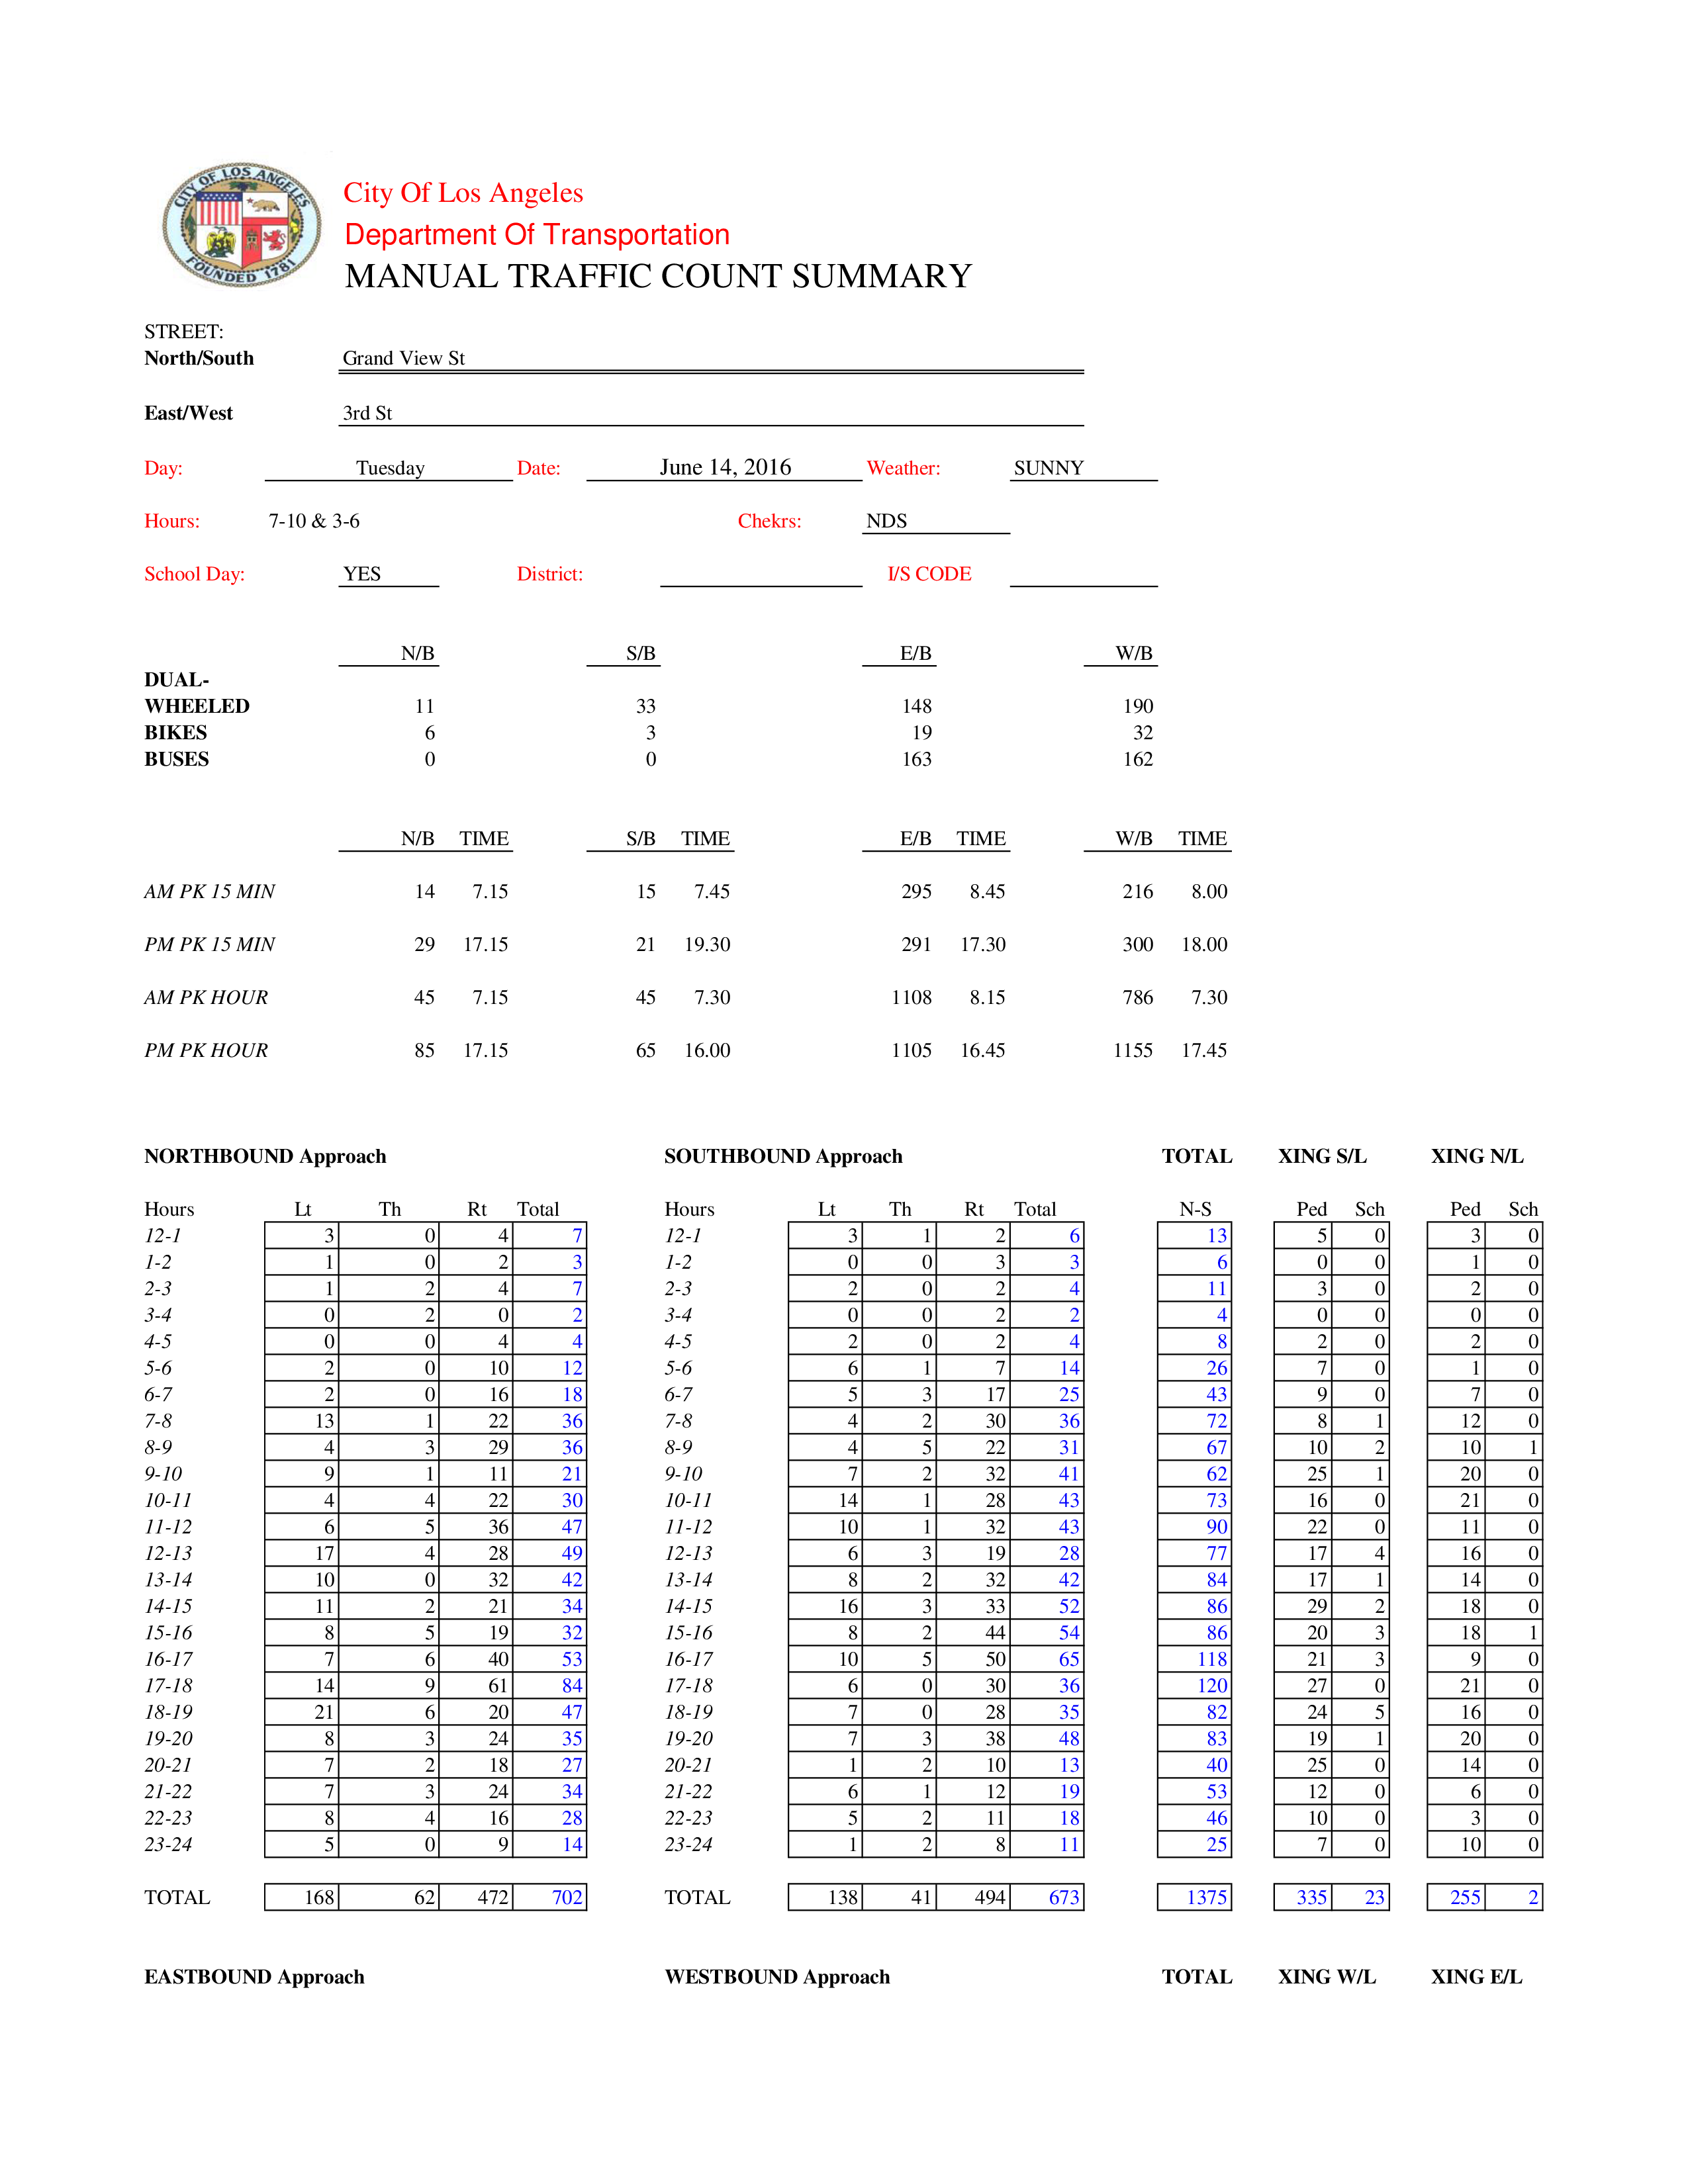 CITY OF LOS ANGELES
FOUNDED 1781
City Of Los Angeles
Department Of Transportation
MANUAL TRAFFIC COUNT SUMMARY
STREET:
North/South Grand View St
East/West 3rd St
Day: Tuesday Date: June 14, 2016 Weather: SUNNY
Hours: 7-10 & 3-6 Chekrs: NDS
School Day: YES District: I/S CODE
N/B S/B E/B W/B
DUAL-
WHEELED 11 33 148 190
BIKES 6 3 19 32
BUSES 0 0 163 162
N/B TIME S/B TIME E/B TIME W/B TIME
AM PK 15 MIN 14 7.15 15 7.45 295 8.45 216 8.00
PM PK 15 MIN 29 17.15 21 19.30 291 17.30 300 18.00
AM PK HOUR 45 7.15 45 7.30 1108 8.15 786 7.30
PM PK HOUR 85 17.15 65 16.00 1105 16.45 1155 17.45
NORTHBOUND Approach SOUTHBOUND Approach TOTAL XING S/L XING N/L
Hours Lt Th Rt Total Hours Lt Th Rt Total N-S Ped Sch Ped Sch
12-1 3 0 4 7 12-1 3 1 2 6 13 5 0 3 0
1-2 1 0 2 3 1-2 0 0 3 3 6 0 0 1 0
2-3 1 2 4 7 2-3 2 0 2 4 11 3 0 2 0
3-4 0 2 0 2 3-4 0 0 2 2 4 0 0 0 0
4-5 0 0 4 4 4-5 2 0 2 4 8 2 0 2 0
5-6 2 0 10 12 5-6 6 1 7 14 26 7 0 1 0
6-7 2 0 16 18 6-7 5 3 17 25 43 9 0 7 0
7-8 13 1 22 36 7-8 4 2 30 36 72 8 1 12 0
8-9 4 3 29 36 8-9 4 5 22 31 67 10 2 10 1
9-10 9 1 11 21 9-10 7 2 32 41 62 25 1 20 0
10-11 4 4 22 30 10-11 14 1 28 43 73 16 0 21 0
11-12 6 5 36 47 11-12 10 1 32 43 90 22 0 11 0
12-13 17 4 28 49 12-13 6 3 19 28 77 17 4 16 0
13-14 10 0 32 42 13-14 8 2 32 42 84 17 1 14 0
14-15 11 2 21 34 14-15 16 3 33 52 86 29 2 18 0
15-16 8 5 19 32 15-16 8 2 44 54 86 20 3 18 1
16-17 7 6 40 53 16-17 10 5 50 65 118 21 3 9 0
17-18 14 9 61 84 17-18 6 0 30 36 120 27 0 21 0
18-19 21 6 20 47 18-19 7 0 28 35 82 24 5 16 0
19-20 8 3 24 35 19-20 7 3 38 48 83 19 1 20 0
20-21 7 2 18 27 20-21 1 2 10 13 40 25 0 14 0
21-22 7 3 24 34 21-22 6 1 12 19 53 12 0 6 0
22-23 8 4 16 28 22-23 5 2 11 18 46 10 0 3 0
23-24 5 0 9 14 23-24 1 2 8 11 25 7 0 10 0
TOTAL 168 62 472 702 TOTAL 138 41 494 673 1375 335 23 255 2
EASTBOUND Approach WESTBOUND Approach TOTAL XING W/L XING E/L